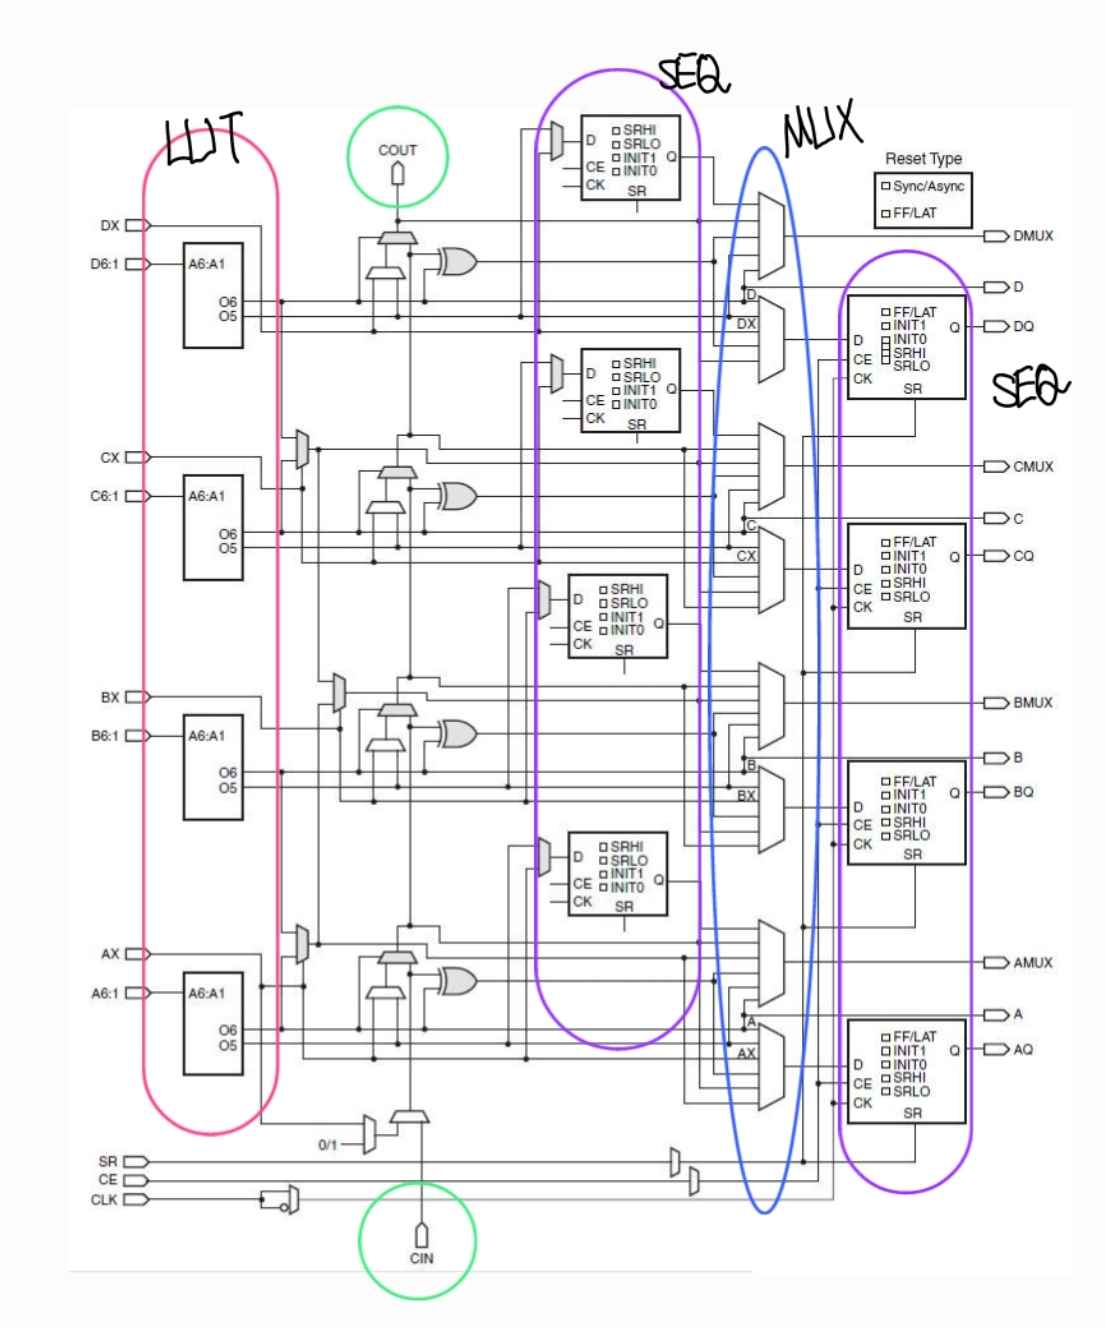 SEQ
LUT
MUX
COUT
SRHI
D
SRLO
INIT1
Q
CE
INIT0
CK
SR
Reset Type
Sync/Async
FF/LAT
DX
DMUX
D6:1
A6:A1
D
D
O6
O5
DX
FF/LAT
INIT1
Q
DQ
D
INIT0
CE
SRHI
SRLO
CK
SR
SEQ
SRHI
D
SRLO
INIT1
Q
CE
INIT0
CK
SR
CX
CMUX
C6:1
A6:A1
C
C
O6
O5
CX
FF/LAT
INIT1
Q
CQ
D
INIT0
CE
SRHI
SRLO
CK
SR
SRHI
D
SRLO
INIT1
Q
CE
INIT0
CK
SR
BX
BMUX
B6:1
A6:A1
B
B
O6
O5
BX
FF/LAT
INIT1
Q
BQ
D
INIT0
CE
SRHI
SRLO
CK
SR
SRHI
D
SRLO
INIT1
Q
CE
INIT0
CK
SR
AX
AMUX
A6:1
A6:A1
A
A
O6
O5
AX
FF/LAT
INIT1
Q
AQ
D
INIT0
CE
SRHI
SRLO
CK
SR
0/1
SR
CE
CLK
CIN